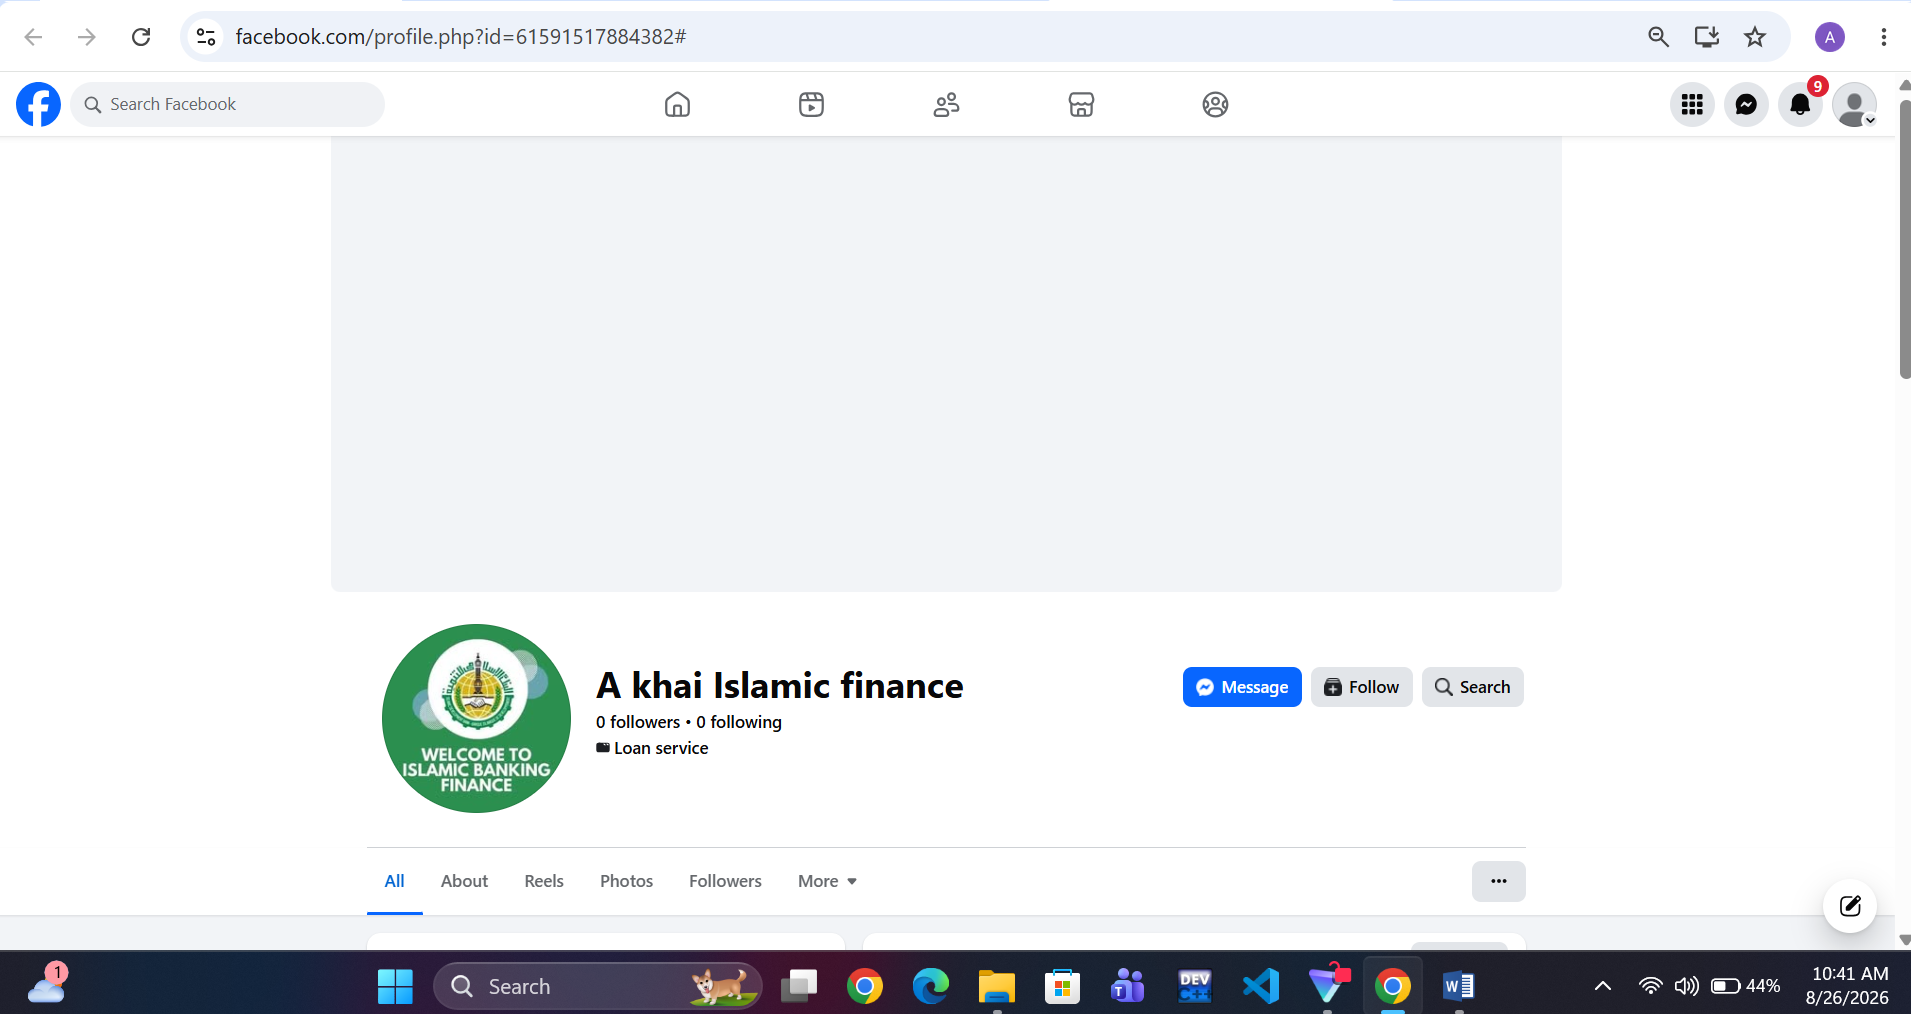 facebook.com/profile.php?id=61591517884382#
A
Search Facebook
9
WELCOME TO
ISLAMIC BANKING
FINANCE
A khai Islamic finance
0 followers • 0 following
Loan service
Message
Follow
Search
All
About
Reels
Photos
Followers
More
1
Search
T
DEV
C++
W
44%
10:41 AM
8/26/2026